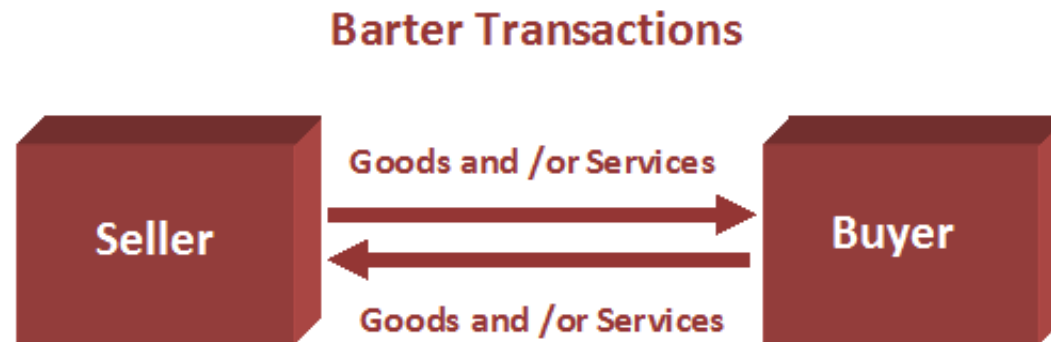 Barter Transactions
Goods and /or Services
Seller
Buyer
Goods and /or Services